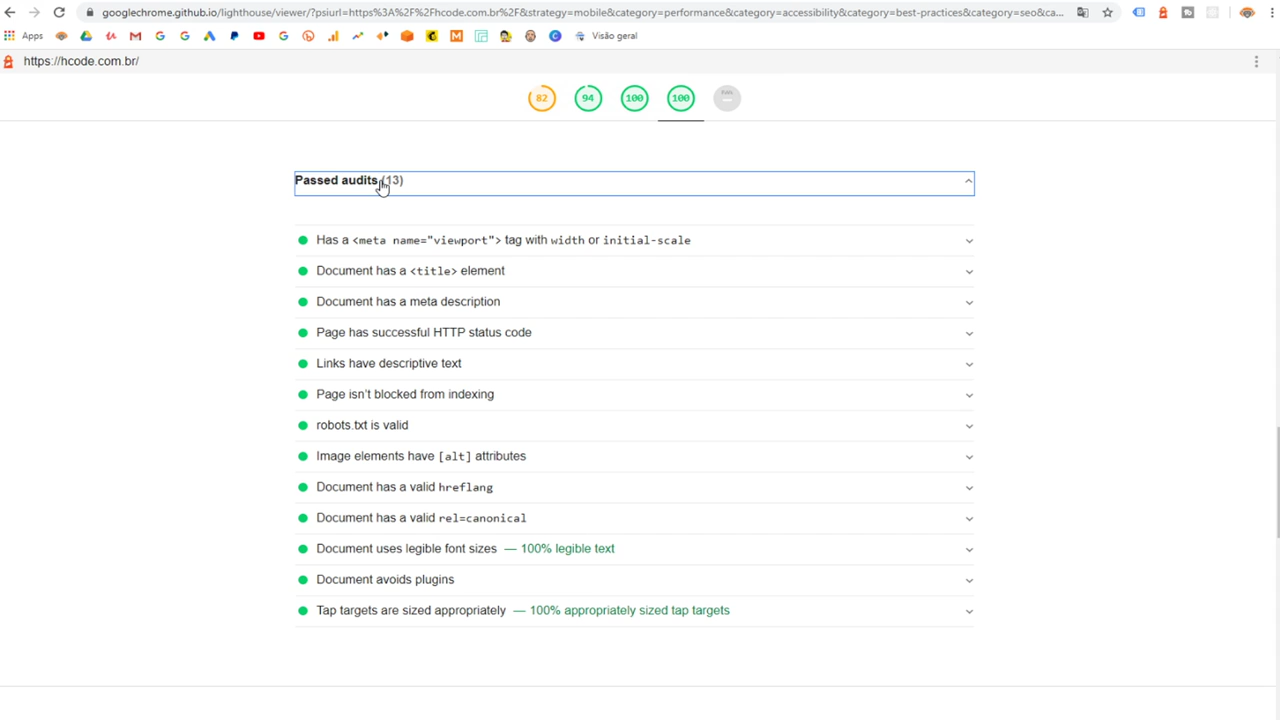 googlechrome.github.io/lighthouse/viewer/?psiurl=https%3A%2F%2Fhcode.com.br%2F&strategy=mobile&category=performance&category=accessibility&category=best-practices&category=seo&ca...
Apps
Visão geral
https://hcode.com.br/
82 94 100 100
Passed audits (13)
Has a <meta name="viewport"> tag with width or initial-scale
Document has a <title> element
Document has a meta description
Page has successful HTTP status code
Links have descriptive text
Page isn't blocked from indexing
robots.txt is valid
Image elements have [alt] attributes
Document has a valid hreflang
Document has a valid rel=canonical
Document uses legible font sizes — 100% legible text
Document avoids plugins
Tap targets are sized appropriately — 100% appropriately sized tap targets